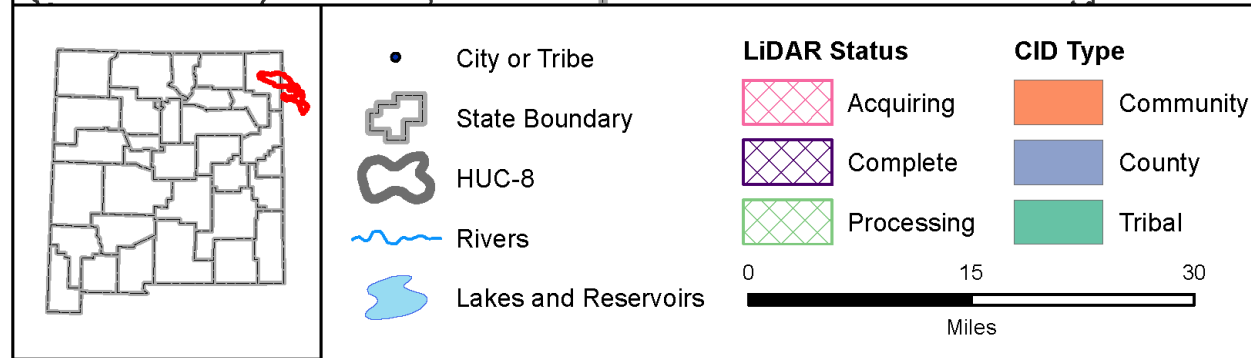 City or Tribe
State Boundary
HUC-8
Rivers
Lakes and Reservoirs
LiDAR Status
Acquiring
Complete
Processing
CID Type
Community
County
Tribal
0 15 30
Miles